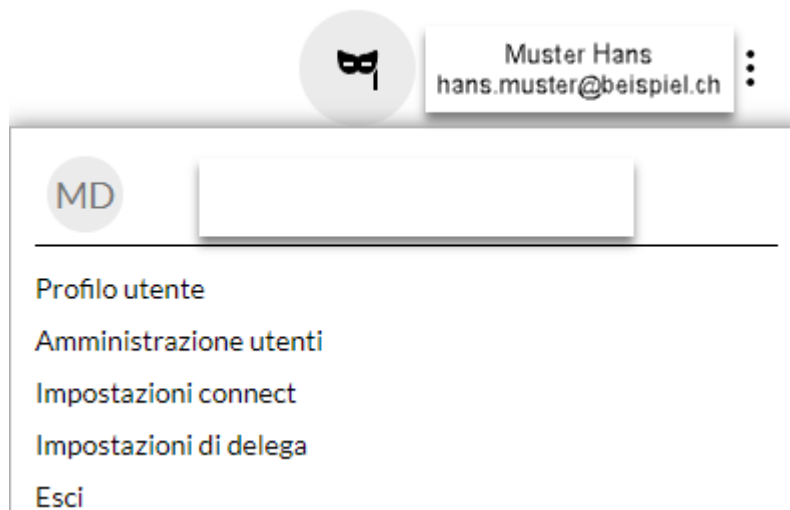 Muster Hans
hans.muster@beispiel.ch
MD
Profilo utente
Amministrazione utenti
Impostazioni connect
Impostazioni di delega
Esci